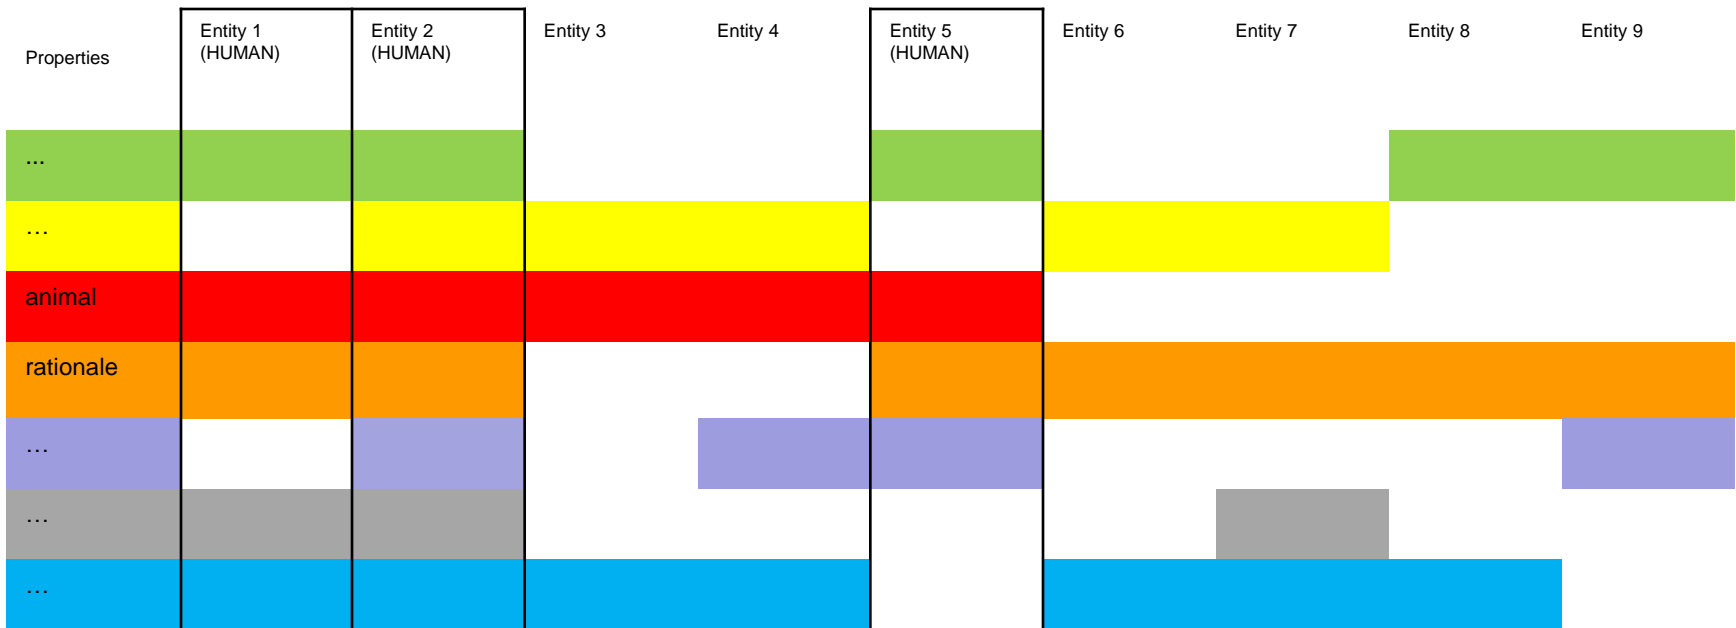 Properties
Entity 1
(HUMAN)
Entity 2
(HUMAN)
Entity 3
Entity 4
Entity 5
(HUMAN)
Entity 6
Entity 7
Entity 8
Entity 9
...
…
animal
rationale
…
…
…